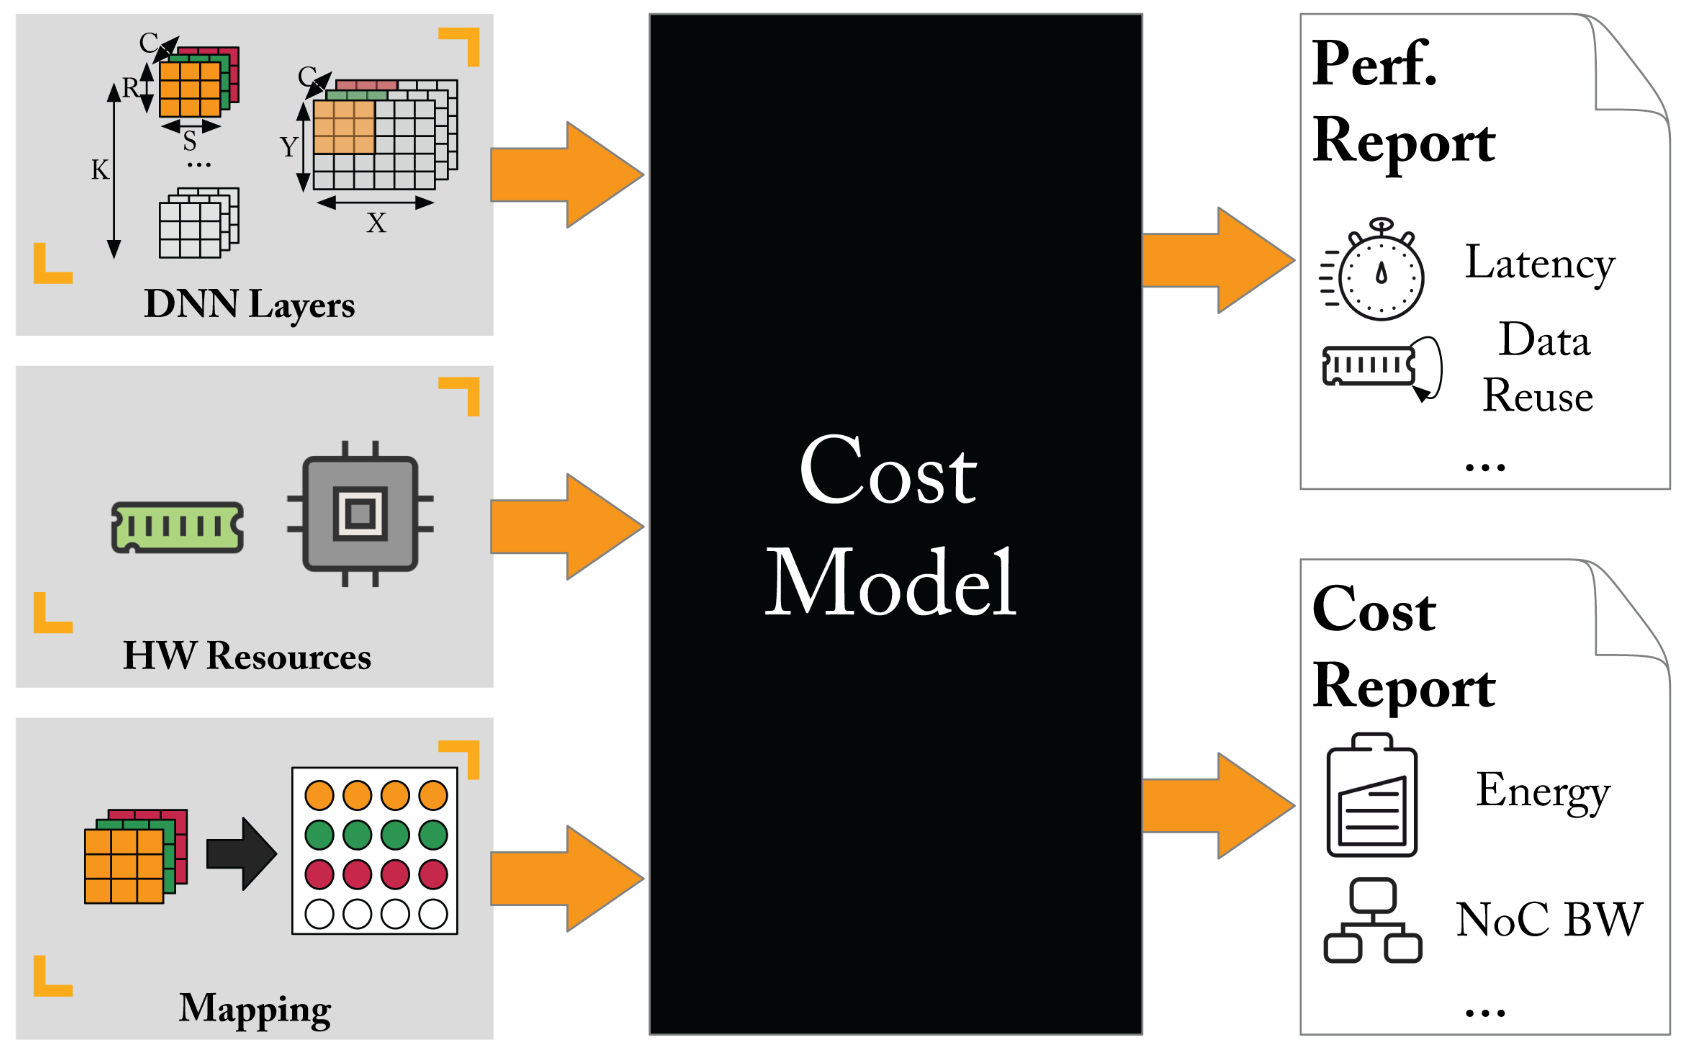 C
R
S
K
...
C
Y
X
DNN Layers
HW Resources
Mapping
Cost
Model
Perf.
Report
Latency
Data
Reuse
...
Cost
Report
Energy
NoC BW
...